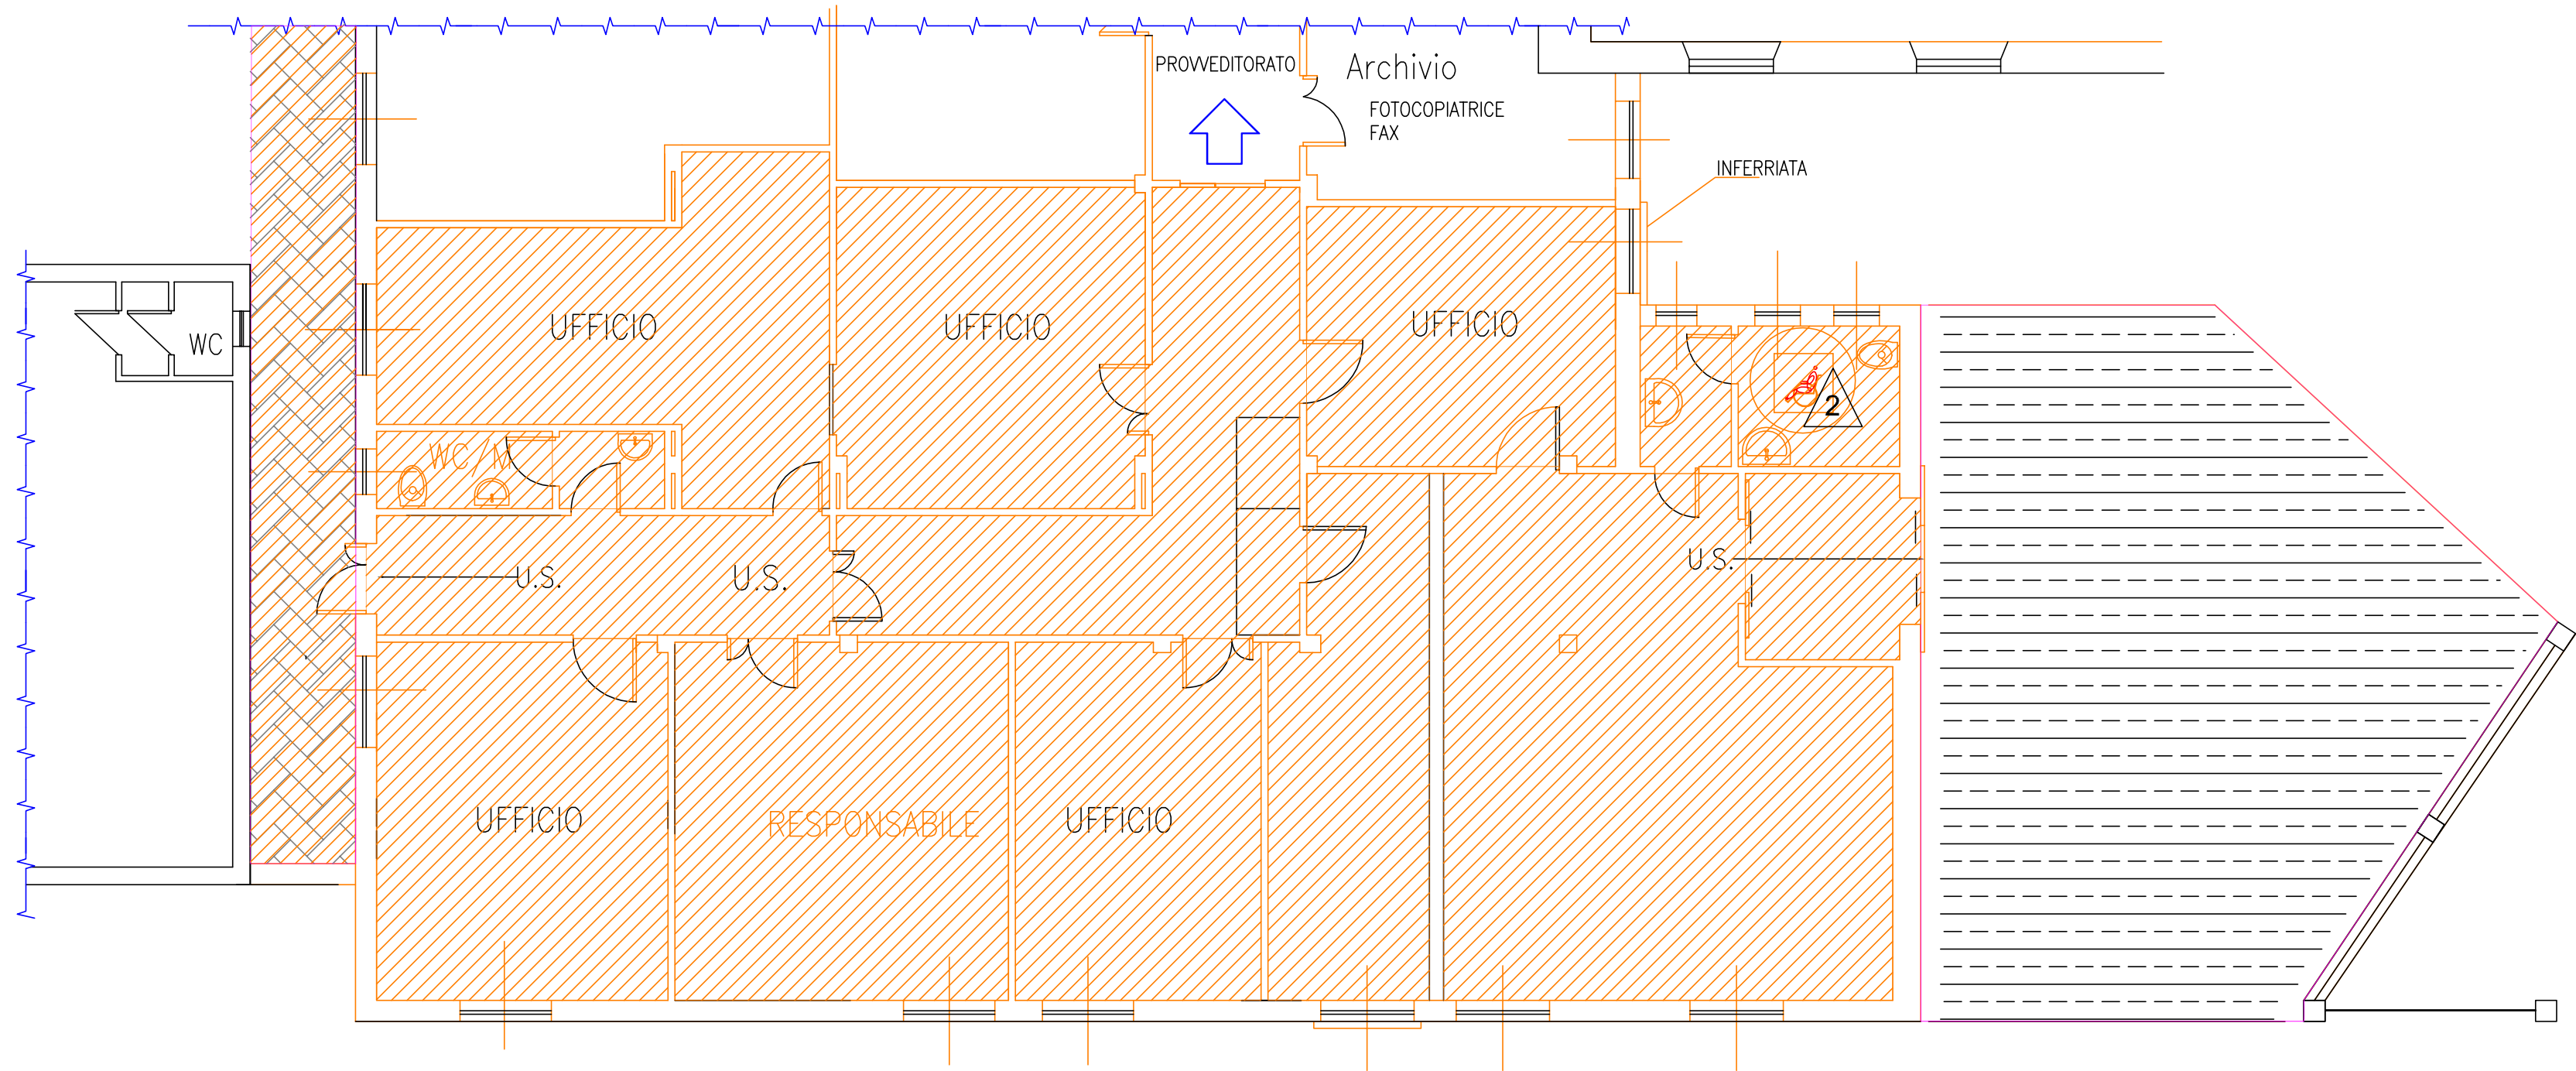 PROVVEDITORATO
Archivio
FOTOCOPIATRICE
FAX
INFERRIATA
WC
UFFICIO
UFFICIO
UFFICIO
2
WC/M
U.S.
U.S.
U.S.
UFFICIO
RESPONSABILE
UFFICIO